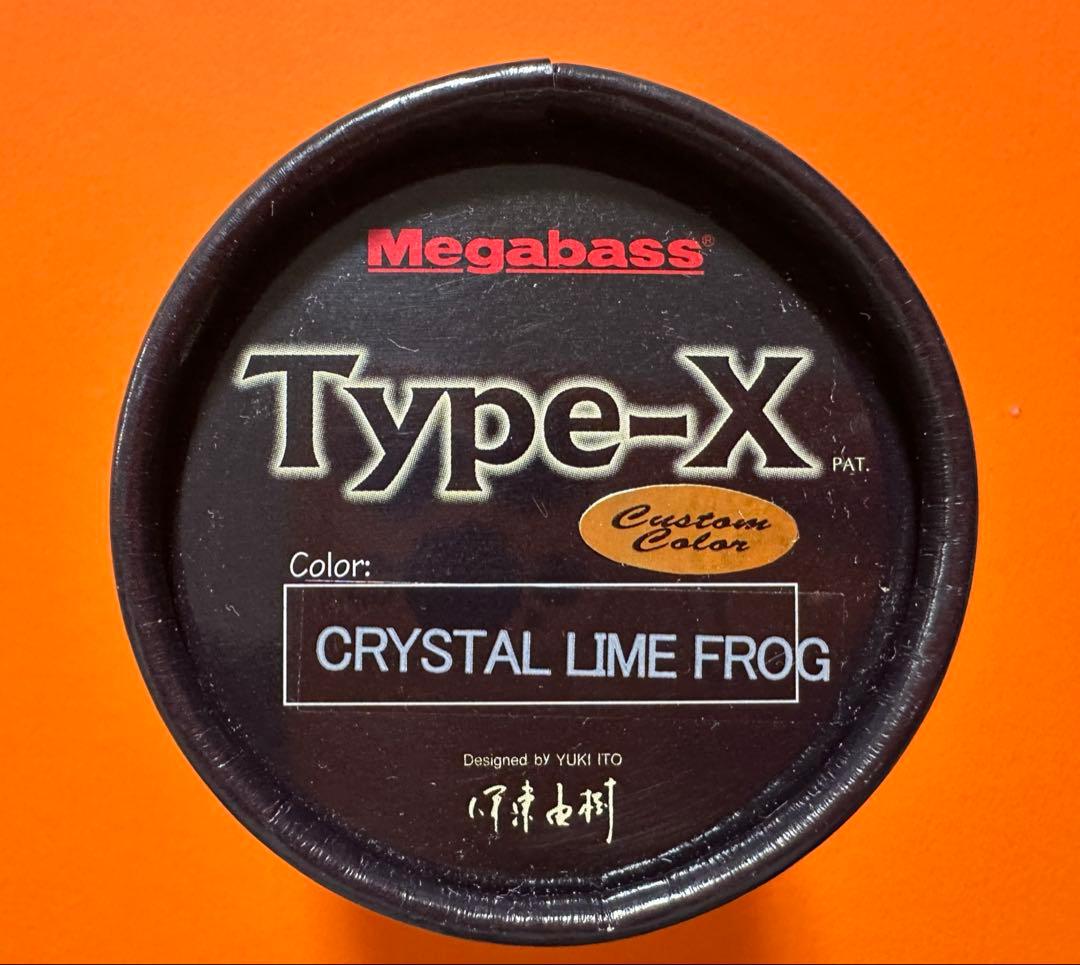 Megabass®
Type-X PAT.
Custom
Color
Color:
CRYSTAL LIME FROG
Designed by YUKI ITO
伊東由樹